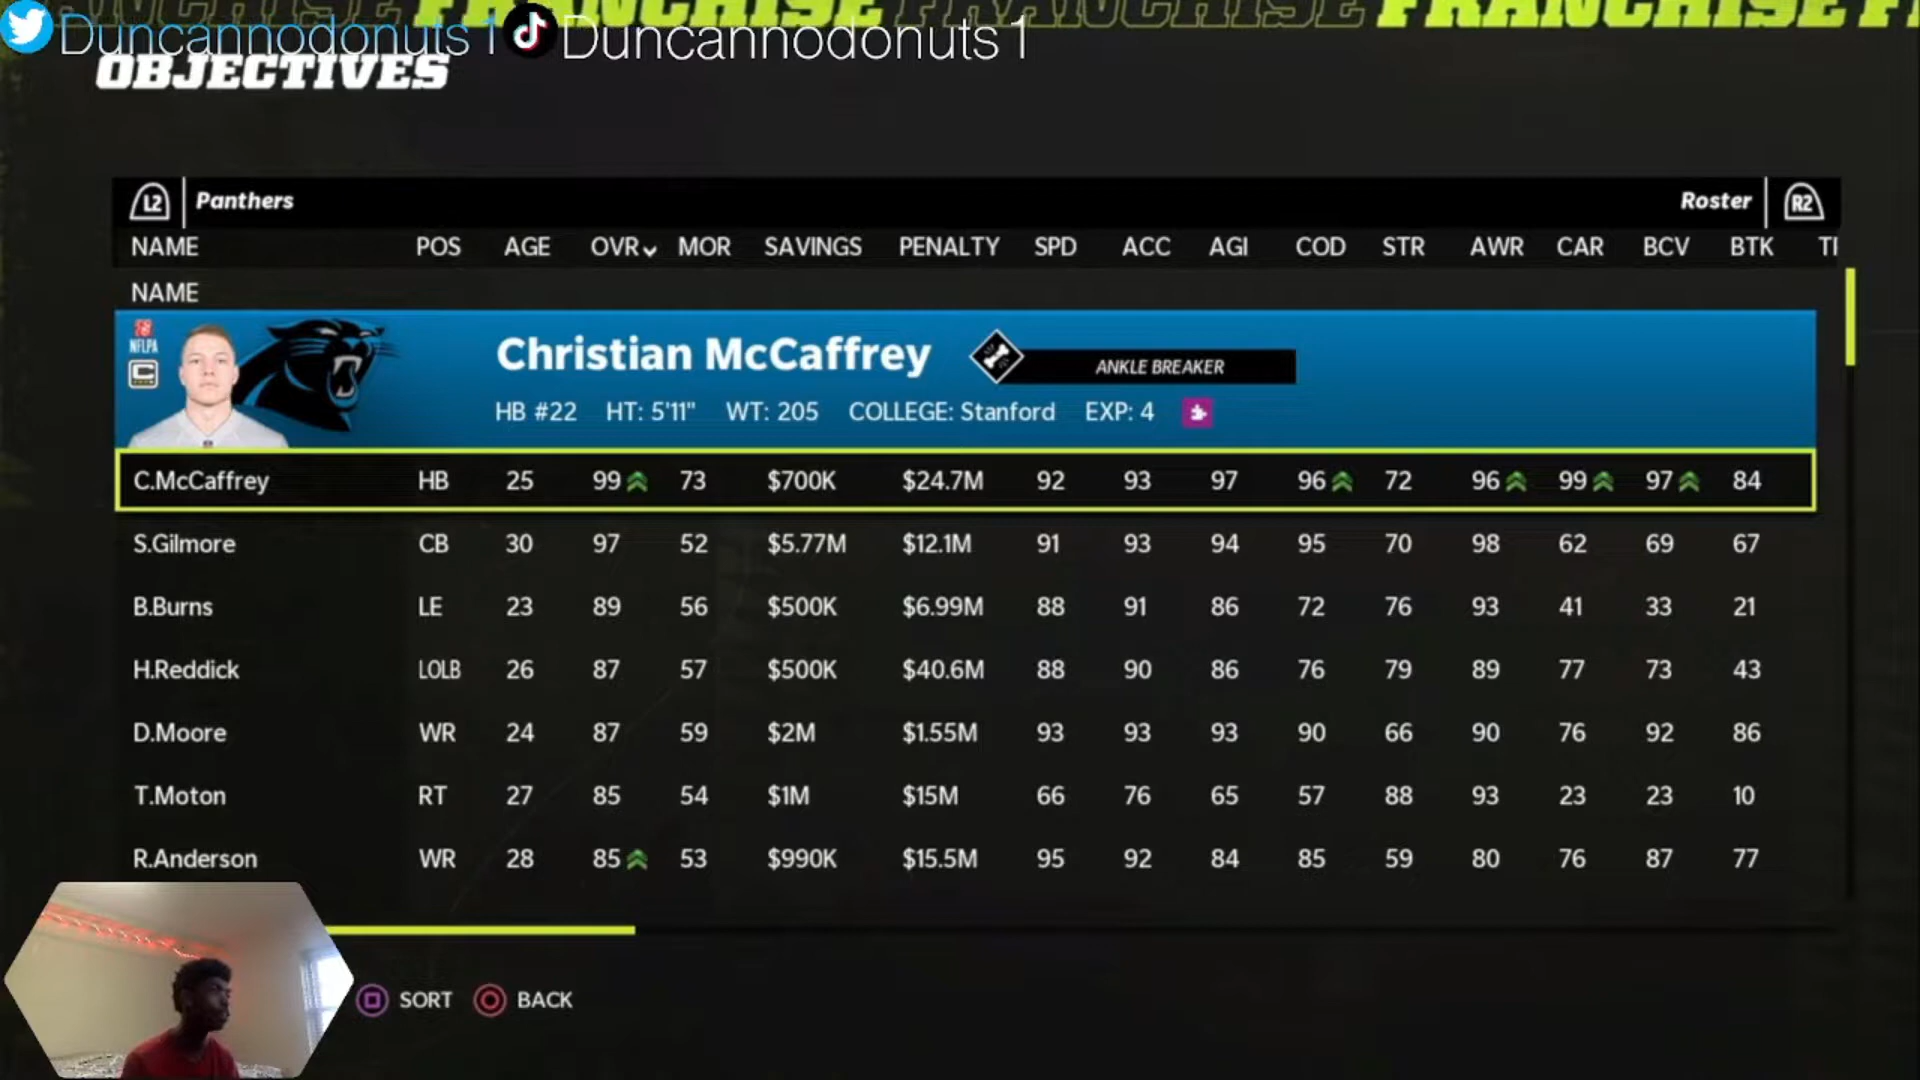 FRANCHISE FRANCHISE FRANCHISE
Duncannodonuts1 Duncannodonuts1
OBJECTIVES
L2 Panthers Roster R2
NAME POS AGE OVR MOR SAVINGS PENALTY SPD ACC AGI COD STR AWR CAR BCV BTK
NAME
NFLPA
C
Christian McCaffrey ANKLE BREAKER
HB #22 HT: 5'11" WT: 205 COLLEGE: Stanford EXP: 4
C.McCaffrey HB 25 99 73 $700K $24.7M 92 93 97 96 72 96 99 97 84
S.Gilmore CB 30 97 52 $5.77M $12.1M 91 93 94 95 70 98 62 69 67
B.Burns LE 23 89 56 $500K $6.99M 88 91 86 72 76 93 41 33 21
H.Reddick LOLB 26 87 57 $500K $40.6M 88 90 86 76 79 89 77 73 43
D.Moore WR 24 87 59 $2M $1.55M 93 93 93 90 66 90 76 92 86
T.Moton RT 27 85 54 $1M $15M 66 76 65 57 88 93 23 23 10
R.Anderson WR 28 85 53 $990K $15.5M 95 92 84 85 59 80 76 87 77
SORT BACK